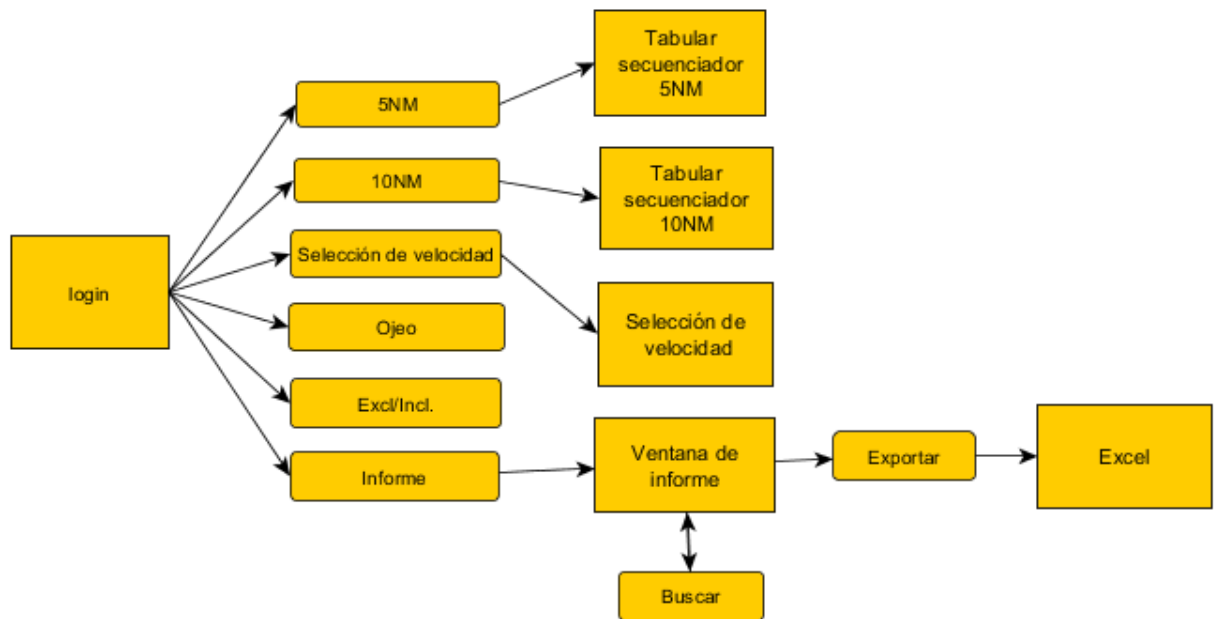 login
5NM
10NM
Selección de velocidad
Ojeo
Excl/Incl.
Informe
Tabular
secuenciador
5NM
Tabular
secuenciador
10NM
Selección de
velocidad
Ventana de
informe
Buscar
Exportar
Excel